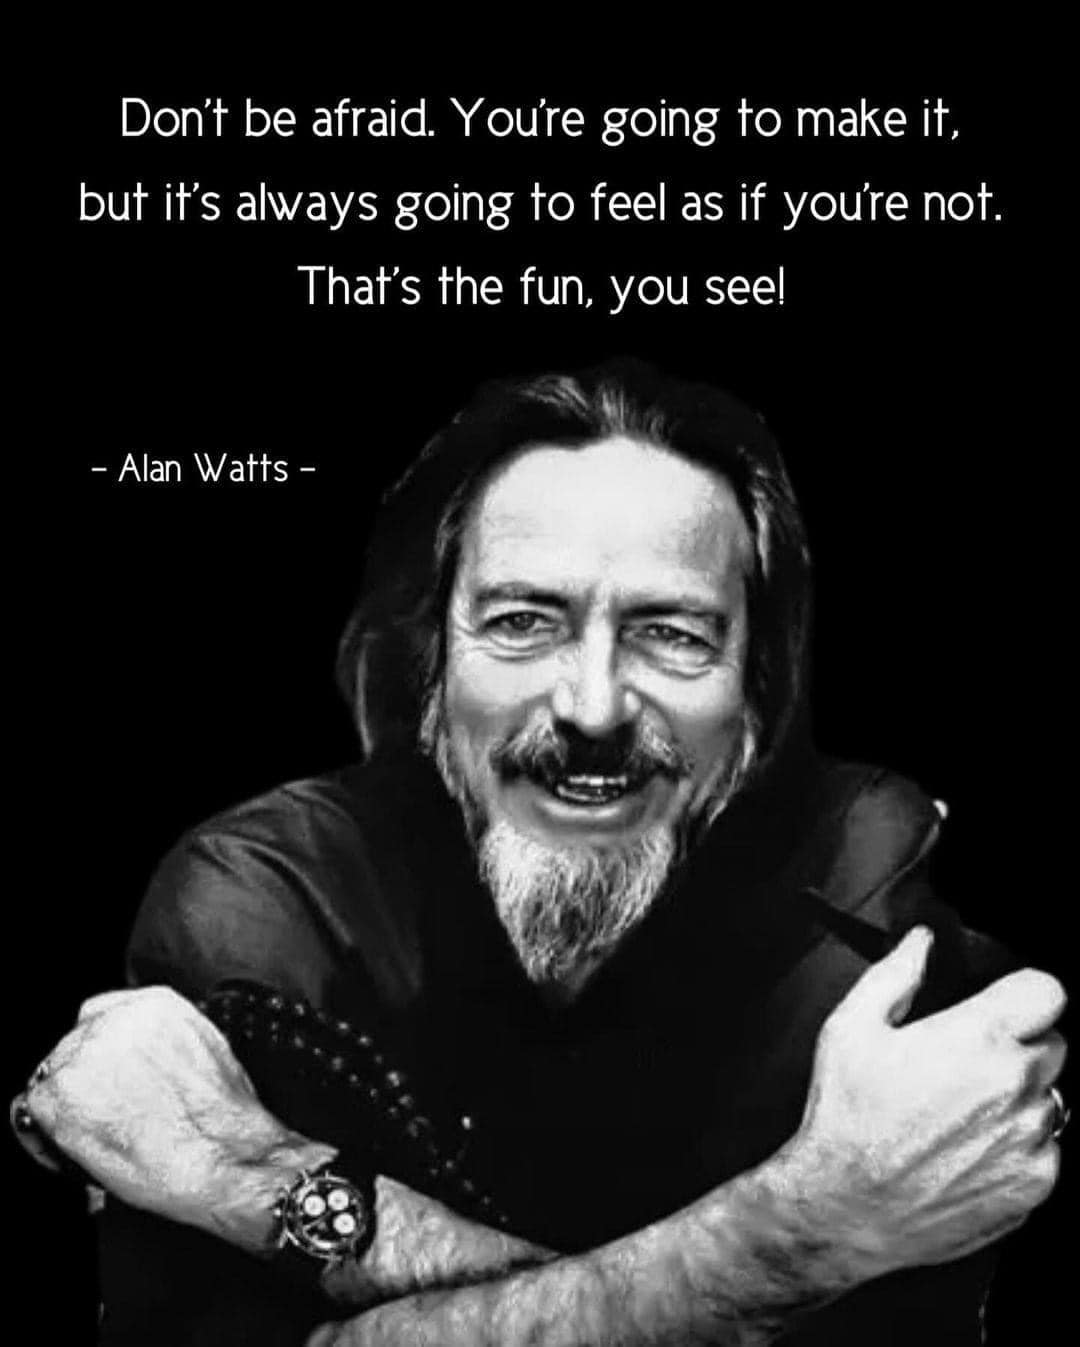 Don't be afraid. You're going to make it,
but it's always going to feel as if you're not.
That's the fun, you see!
- Alan Watts -